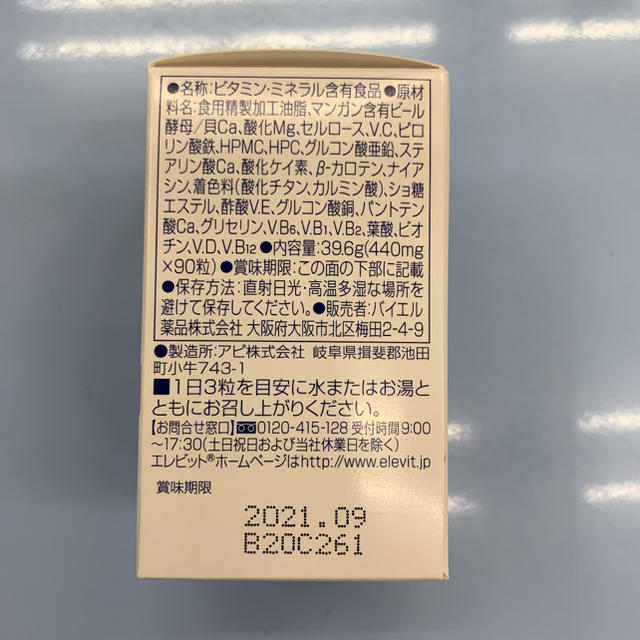 ●名称:ビタミン・ミネラル含有食品 ●原材
料名:食用精製加工油脂、マンガン含有ビール
酵母/貝Ca、酸化Mg、セルロース、V.C、ピロ
リン酸鉄、HPMC、HPC、グルコン酸亜鉛、ステ
アリン酸Ca、酸化ケイ素、β-カロテン、ナイア
シン、着色料(酸化チタン、カルミン酸)、ショ糖
エステル、酢酸V.E、グルコン酸銅、パントテン
酸Ca、グリセリン、V.B6、V.B1、V.B2、葉酸、ビオ
チン、V.D、V.B12 ●内容量:39.6g(440mg
×90粒) ●賞味期限:この面の下部に記載
●保存方法:直射日光・高温多湿な場所を
避けて保存してください。●販売者:バイエル
薬品株式会社 大阪府大阪市北区梅田2-4-9
●製造所:アピ株式会社 岐阜県揖斐郡池田
町小牛743-1
■1日3粒を目安に水またはお湯と
ともにお召し上がりください。
【お問合せ窓口】0120-415-128 受付時間9:00
〜17:30(土日祝日および当社休業日を除く)
エレビット®ホームページはhttp://www.elevit.jp
賞味期限
2021.09
B20C261